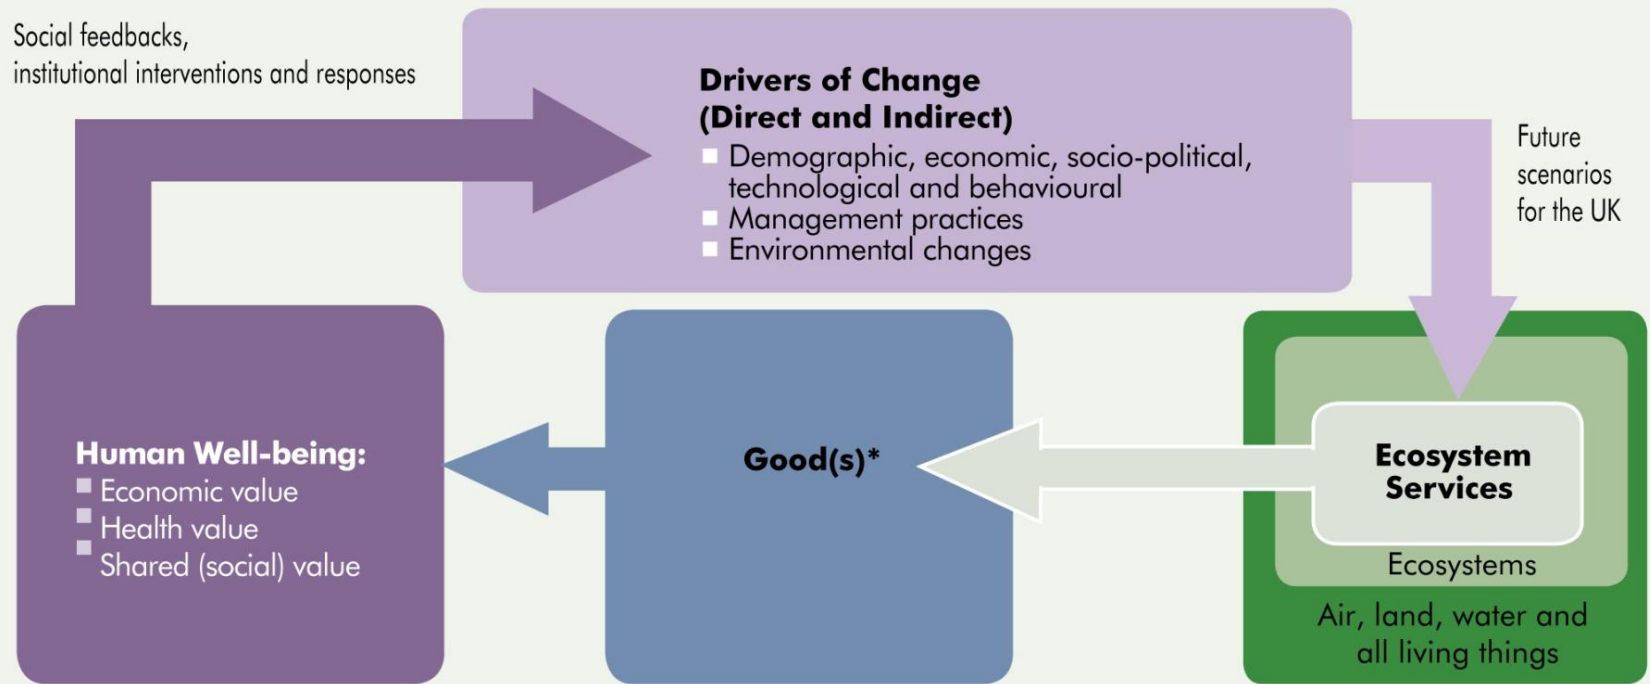 Social feedbacks,
institutional interventions and responses
Drivers of Change
(Direct and Indirect)
Demographic, economic, socio-political,
technological and behavioural
Management practices
Environmental changes
Future
scenarios
for the UK
Human Well-being:
Economic value
Health value
Shared (social) value
Good(s)*
Ecosystem
Services
Ecosystems
Air, land, water and
all living things